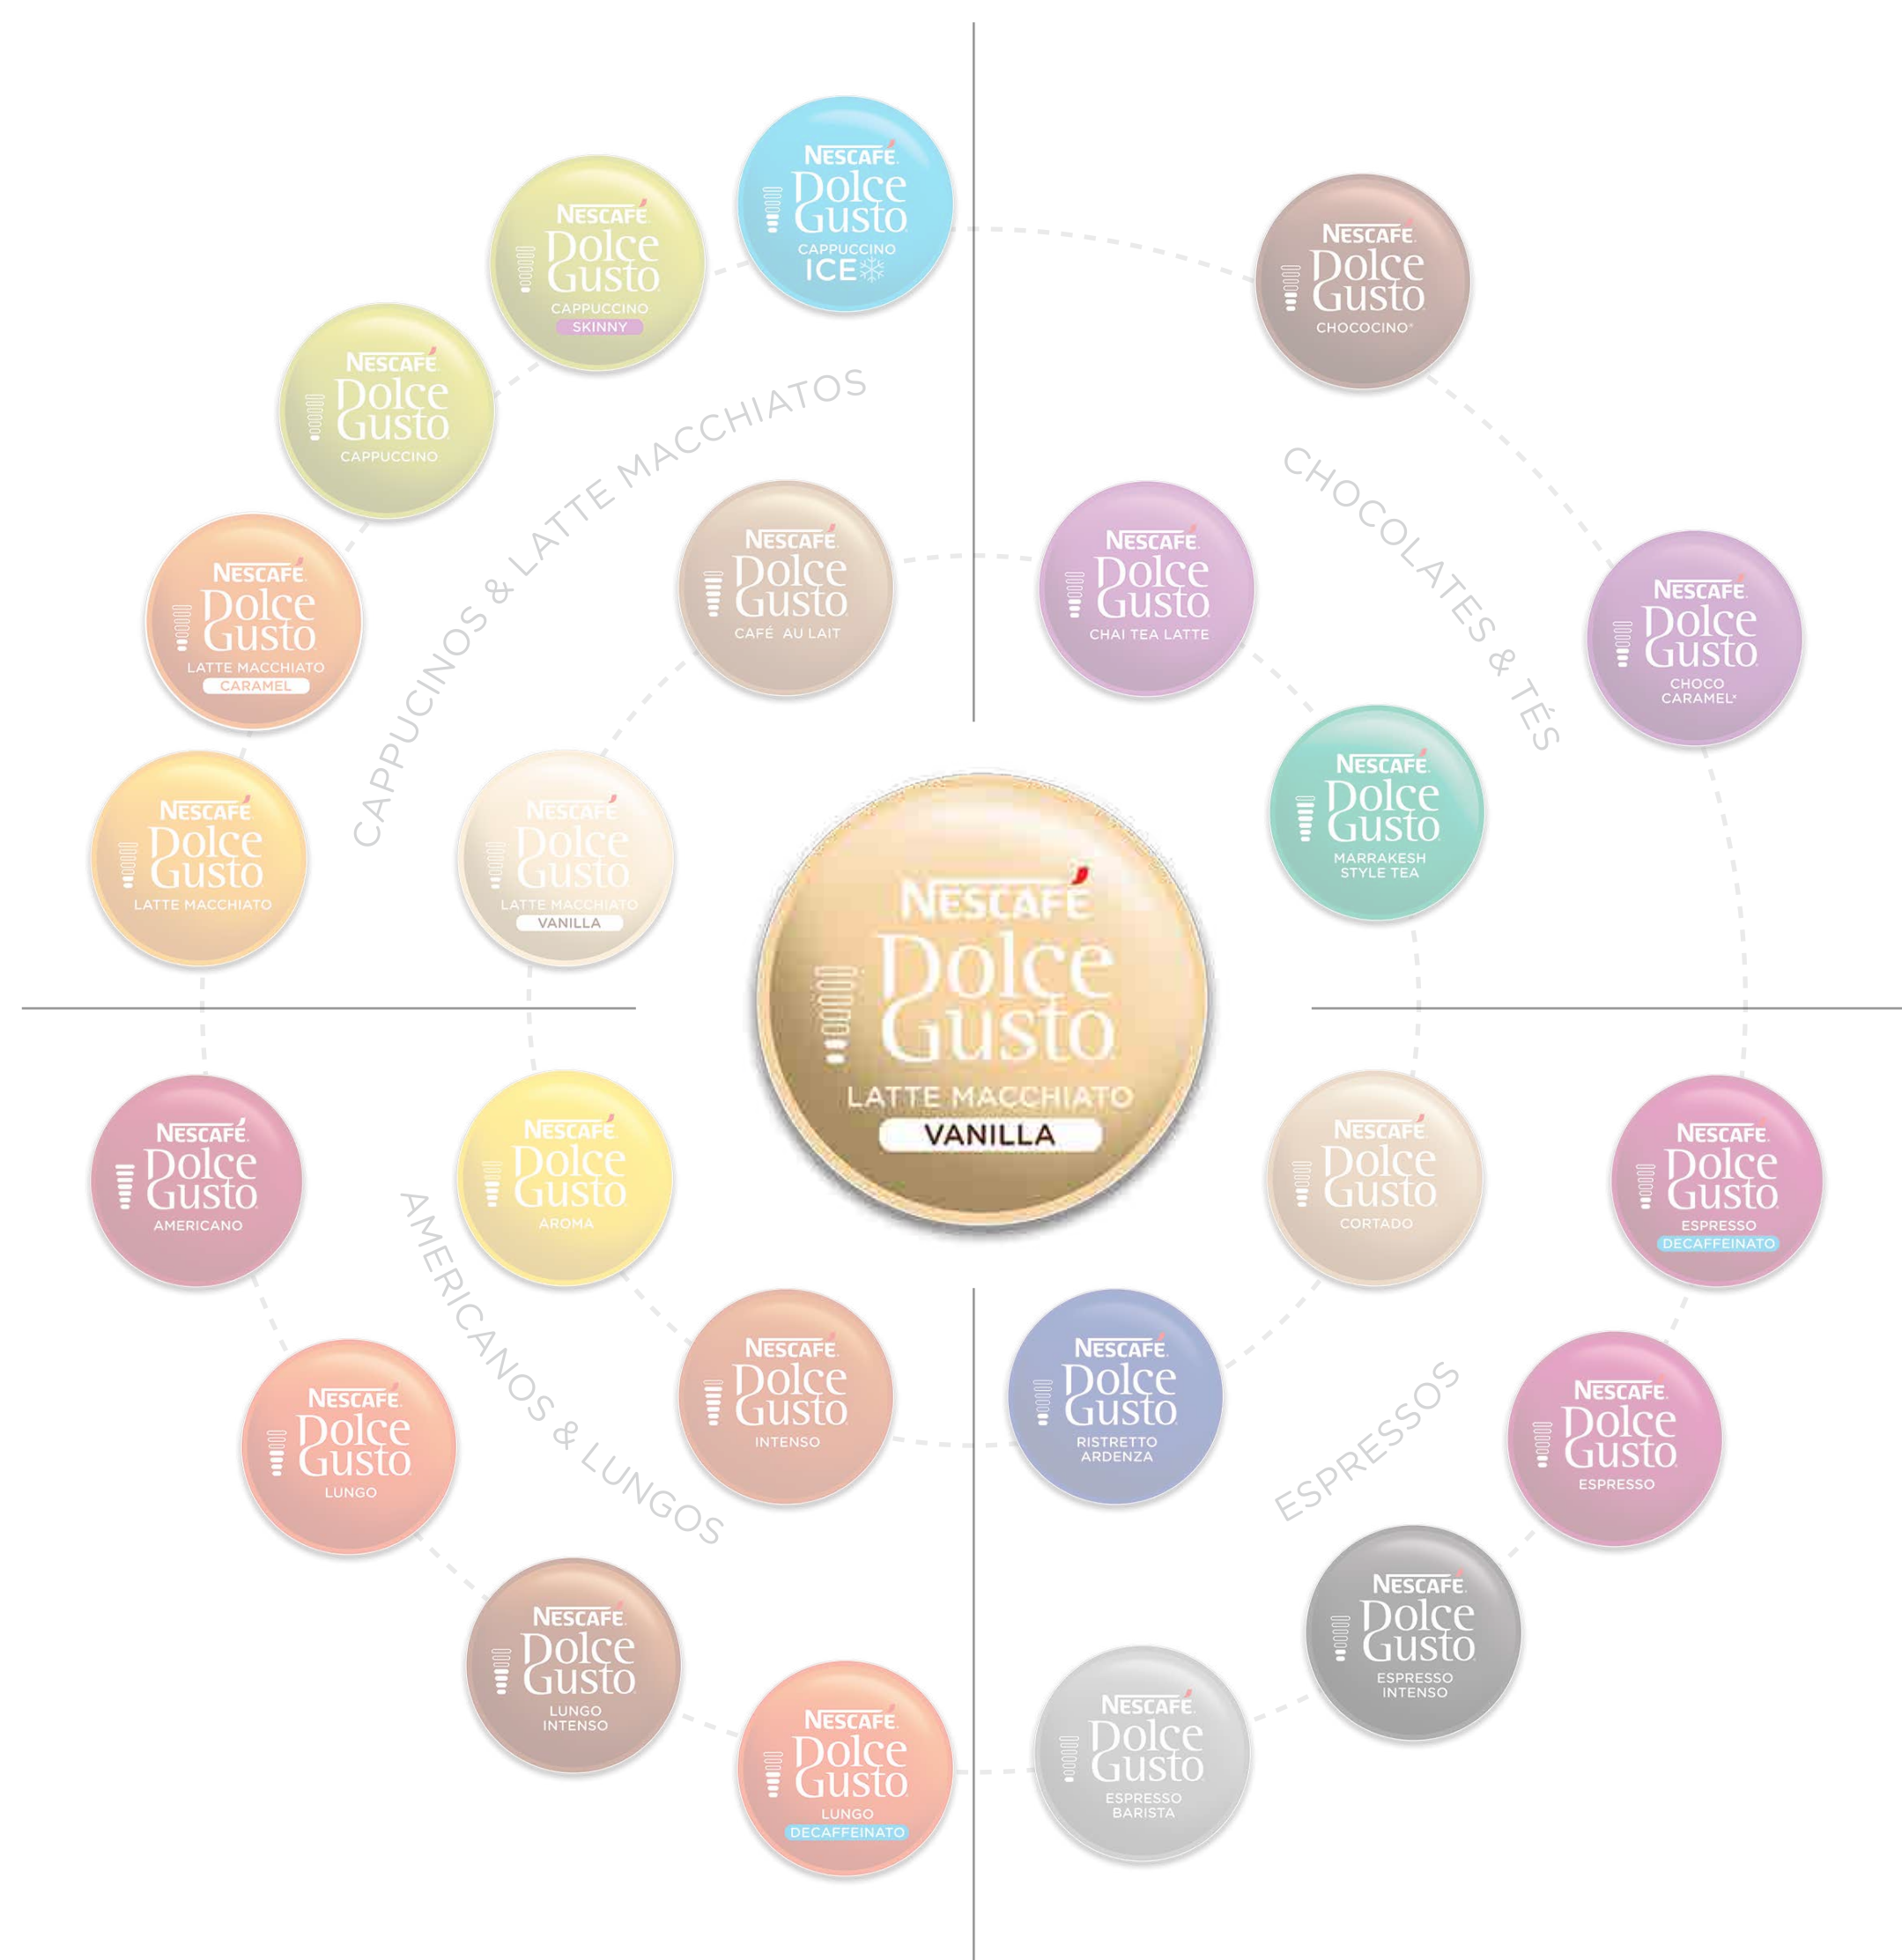 NESCAFÉ.
Dolce
Gusto
CAPPUCCINO
ICE
NESCAFÉ.
Dolce
Gusto
CAPPUCCINO
SKINNY
NESCAFÉ.
Dolce
Gusto
CAPPUCCINO
NESCAFÉ.
Dolce
Gusto
LATTE MACCHIATO
CARAMEL
NESCAFÉ
Dolce
Gusto
LATTE MACCHIATO
CAPPUCINOS & LATTE MACCHIATOS
NESCAFÉ.
Dolce
Gusto
CAFÉ AU LAIT
NESCAFÉ
Dolce
Gusto
LATTE MACCHIATO
VANILLA
NESCAFÉ.
Dolce
Gusto
CHOCOCINO®
NESCAFÉ.
Dolce
Gusto
CHOCO
CARAMEL*
CHOCOLATES & TÉS
NESCAFÉ.
Dolce
Gusto
CHAI TEA LATTE
NESCAFÉ.
Dolce
Gusto
MARRAKESH
STYLE TEA
NESCAFÉ
Dolce
Gusto
LATTE MACCHIATO
VANILLA
NESCAFÉ.
Dolce
Gusto
AMERICANO
NESCAFÉ.
Dolce
Gusto
AROMA
AMERICANOS & LUNGOS
NESCAFÉ.
Dolce
Gusto
INTENSO
NESCAFÉ.
Dolce
Gusto
LUNGO
NESCAFÉ.
Dolce
Gusto
LUNGO
INTENSO
NESCAFÉ.
Dolce
Gusto
LUNGO
DECAFFEINATO
NESCAFÉ.
Dolce
Gusto
CORTADO
NESCAFÉ.
Dolce
Gusto
ESPRESSO
DECAFFEINATO
NESCAFÉ.
Dolce
Gusto
RISTRETTO
ARDENZA
ESPRESSOS
NESCAFÉ.
Dolce
Gusto
ESPRESSO
NESCAFÉ.
Dolce
Gusto
ESPRESSO
INTENSO
NESCAFÉ.
Dolce
Gusto
ESPRESSO
BARISTA